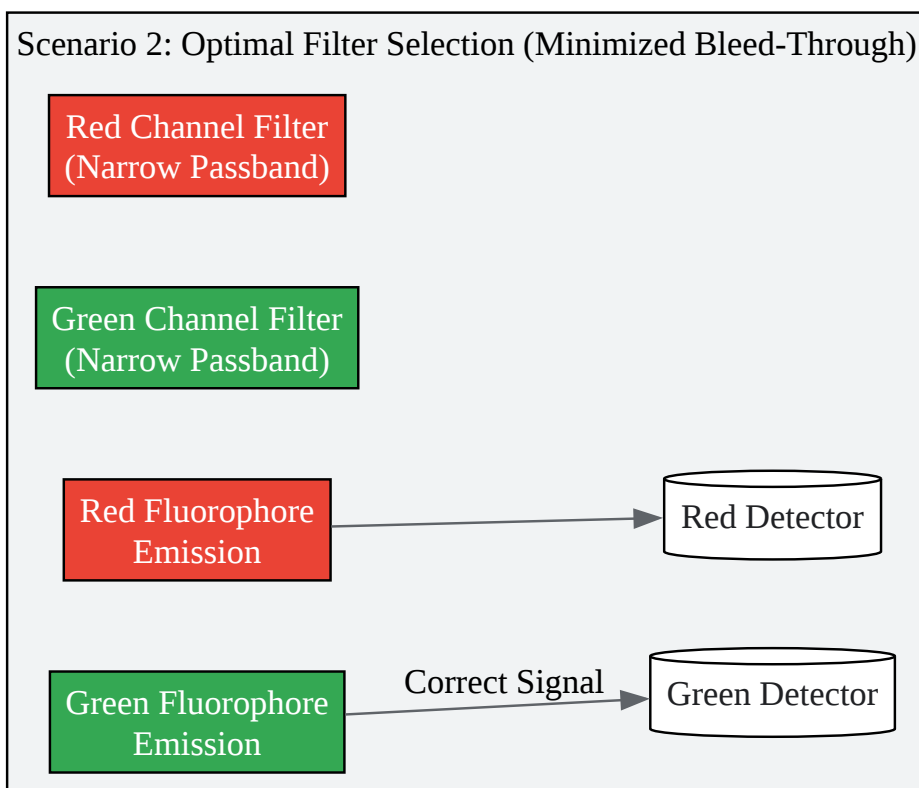 Scenario 2: Optimal Filter Selection (Minimized Bleed-Through)
Red Channel Filter
(Narrow Passband)
Green Channel Filter
(Narrow Passband)
Red Fluorophore
Emission
Red Detector
Green Fluorophore
Emission
Correct Signal
Green Detector